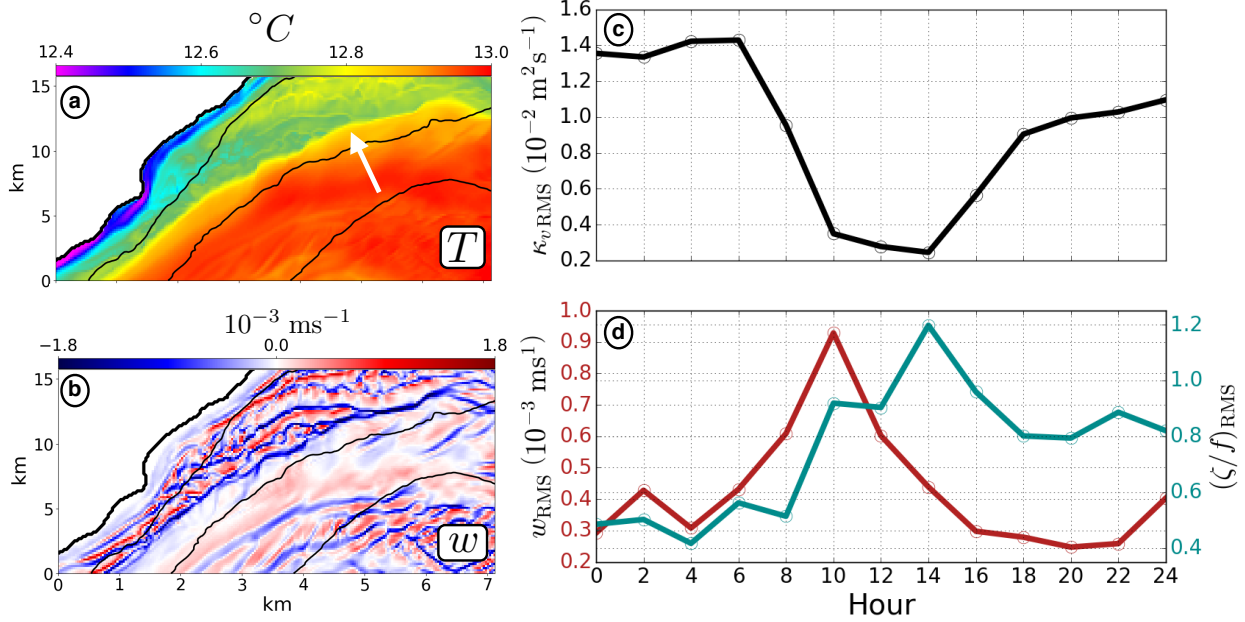 °C
12.4 12.6 12.8 13.0
a
15
10
5
0
km
T
10⁻³ ms⁻¹
−1.8 0.0 1.8
b
15
10
5
0
km
w
0 1 2 3 4 5 6 7
km
c
1.6
1.4
1.2
1.0
0.8
0.6
0.4
0.2
κᵥ RMS (10⁻² m² s⁻¹)
d
1.0
0.9
0.8
0.7
0.6
0.5
0.4
0.3
0.2
w RMS (10⁻³ ms¹)
1.2
1.0
0.8
0.6
0.4
(ζ/f) RMS
0 2 4 6 8 10 12 14 16 18 20 22 24
Hour